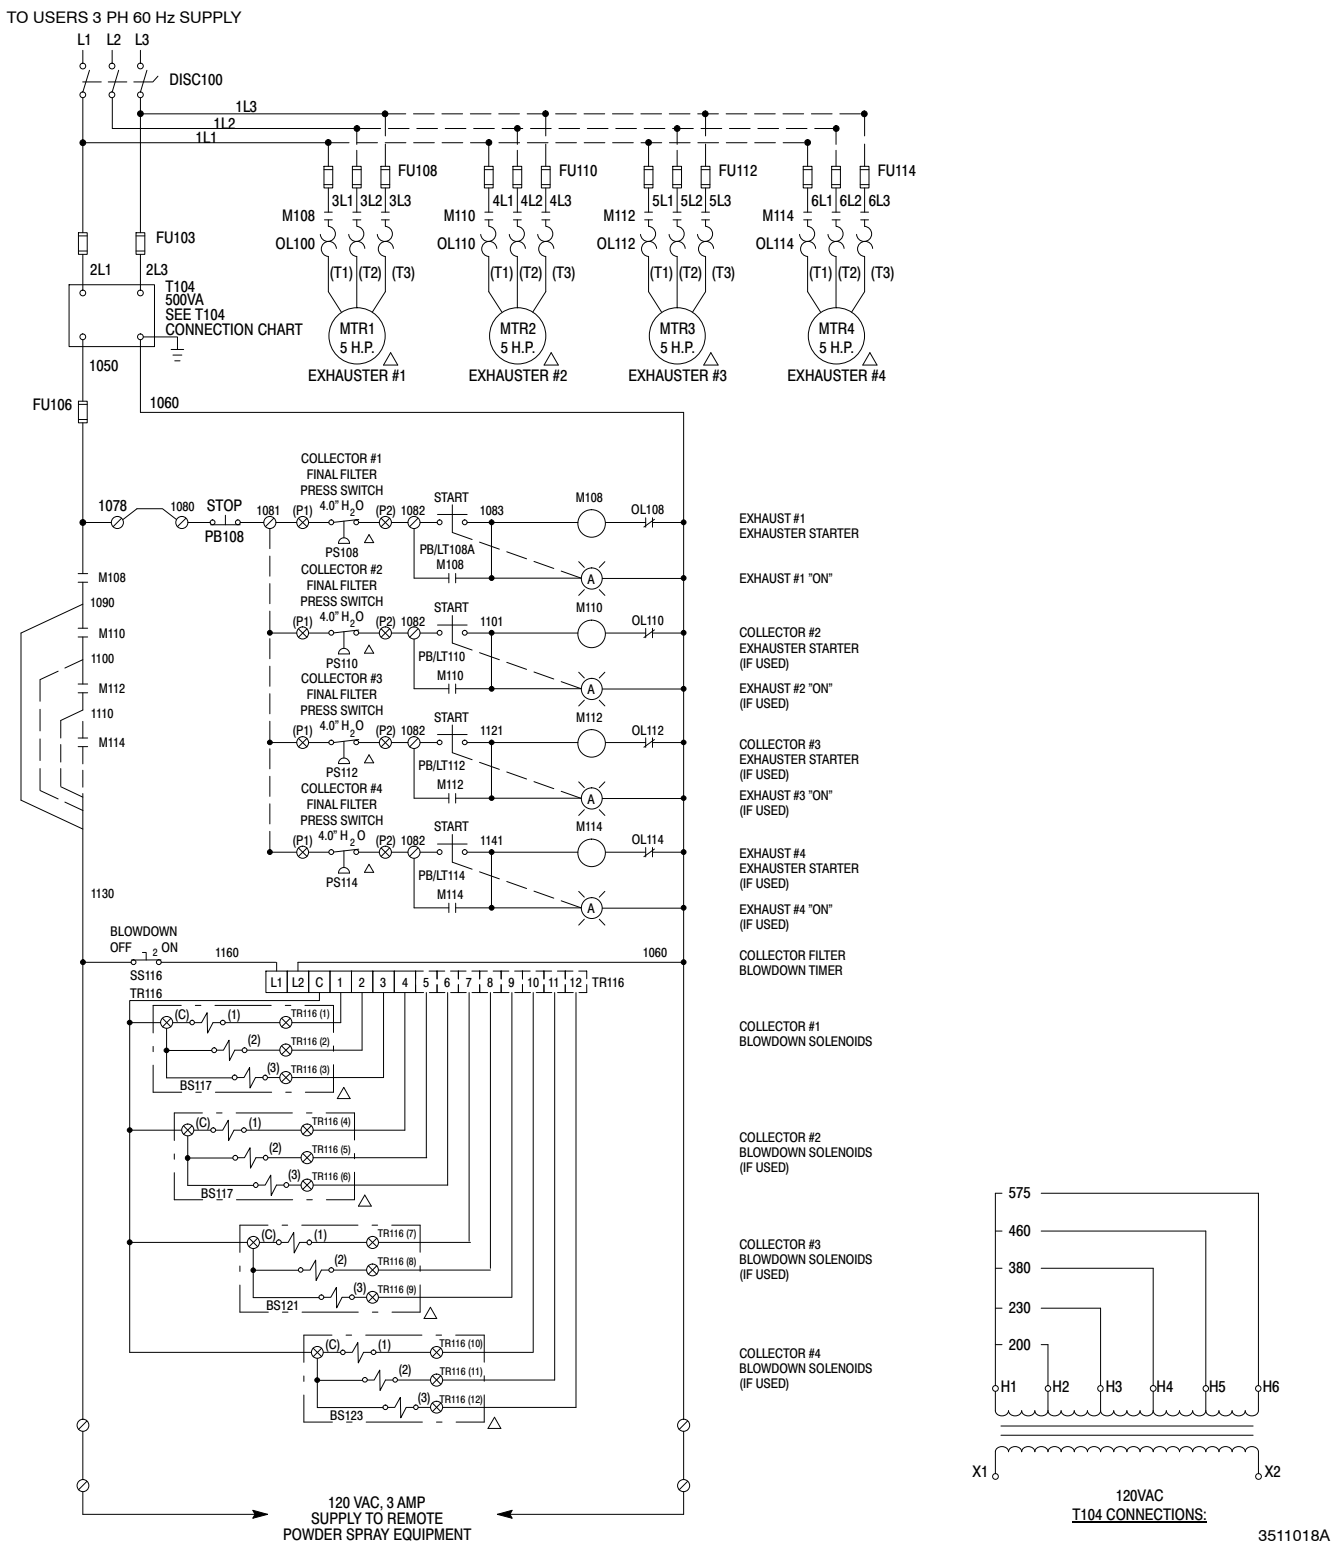 TO USERS 3 PH 60 Hz SUPPLY
L1 L2 L3
DISC100
1L3
1L2
1L1
FU108 FU110 FU112 FU114
3L1 3L2 3L3 4L1 4L2 4L3 5L1 5L2 5L3 6L1 6L2 6L3
M108 M110 M112 M114
FU103
OL100 OL110 OL112 OL114
2L1 2L3
(T1) (T2) (T3) (T1) (T2) (T3) (T1) (T2) (T3) (T1) (T2) (T3)
T104
500VA
SEE T104
CONNECTION CHART
MTR1 MTR2 MTR3 MTR4
5 H.P. 5 H.P. 5 H.P. 5 H.P.
EXHAUSTER #1 EXHAUSTER #2 EXHAUSTER #3 EXHAUSTER #4
1050
FU106
1060
COLLECTOR #1
FINAL FILTER
PRESS SWITCH
4.0" H2O
1078 1080 STOP 1081 (P1) (P2) 1082 START 1083 M108 OL108
PB108
PS108
PB/LT108A
M108
A
EXHAUST #1
EXHAUSTER STARTER
EXHAUST #1 "ON"
M108
1090
M110
1100
M112
1110
M114
COLLECTOR #2
FINAL FILTER
PRESS SWITCH
4.0" H2O
(P1) (P2) 1082 START 1101 M110 OL110
PS110
PB/LT110
M110
A
COLLECTOR #2
EXHAUSTER STARTER
(IF USED)
EXHAUST #2 "ON"
(IF USED)
COLLECTOR #3
FINAL FILTER
PRESS SWITCH
4.0" H2O
(P1) (P2) 1082 START 1121 M112 OL112
PS112
PB/LT112
M112
A
COLLECTOR #3
EXHAUSTER STARTER
(IF USED)
EXHAUST #3 "ON"
(IF USED)
COLLECTOR #4
FINAL FILTER
PRESS SWITCH
4.0" H2O
(P1) (P2) 1082 START 1141 M114 OL114
PS114
PB/LT114
M114
A
EXHAUST #4
EXHAUSTER STARTER
(IF USED)
EXHAUST #4 "ON"
(IF USED)
1130
BLOWDOWN
OFF 2 ON
1160
1060
SS116
COLLECTOR FILTER
BLOWDOWN TIMER
L1 L2 C 1 2 3 4 5 6 7 8 9 10 11 12 TR116
TR116
(C) (1) TR116 (1)
(2) TR116 (2)
(3) TR116 (3)
BS117
COLLECTOR #1
BLOWDOWN SOLENOIDS
(C) (1) TR116 (4)
(2) TR116 (5)
(3) TR116 (6)
BS117
COLLECTOR #2
BLOWDOWN SOLENOIDS
(IF USED)
(C) (1) TR116 (7)
(2) TR116 (8)
(3) TR116 (9)
BS121
COLLECTOR #3
BLOWDOWN SOLENOIDS
(IF USED)
(C) (1) TR116 (10)
(2) TR116 (11)
(3) TR116 (12)
BS123
COLLECTOR #4
BLOWDOWN SOLENOIDS
(IF USED)
575
460
380
230
200
H1 H2 H3 H4 H5 H6
X1 X2
120VAC
T104 CONNECTIONS:
120 VAC, 3 AMP
SUPPLY TO REMOTE
POWDER SPRAY EQUIPMENT
3511018A